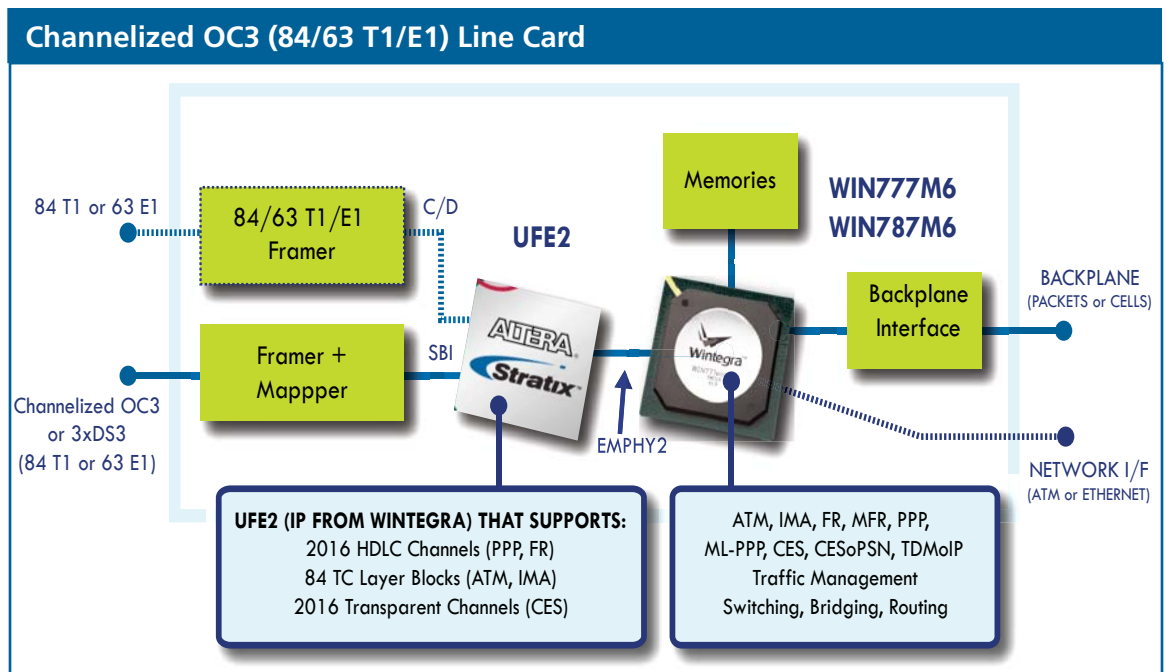 Channelized OC3 (84/63 T1/E1) Line Card
84 T1 or 63 E1
84/63 T1/E1
Framer
C/D
UFE2
Memories
WIN777M6
WIN787M6
Backplane
Interface
BACKPLANE
(PACKETS or CELLS)
Framer +
Mappper
SBI
ALTERA
Stratix™
Wintegra™
EMPHY2
Channelized OC3
or 3xDS3
(84 T1 or 63 E1)
NETWORK I/F
(ATM or ETHERNET)
UFE2 (IP FROM WINTEGRA) THAT SUPPORTS:
2016 HDLC Channels (PPP, FR)
84 TC Layer Blocks (ATM, IMA)
2016 Transparent Channels (CES)
ATM, IMA, FR, MFR, PPP,
ML-PPP, CES, CESoPSN, TDMoIP
Traffic Management
Switching, Bridging, Routing